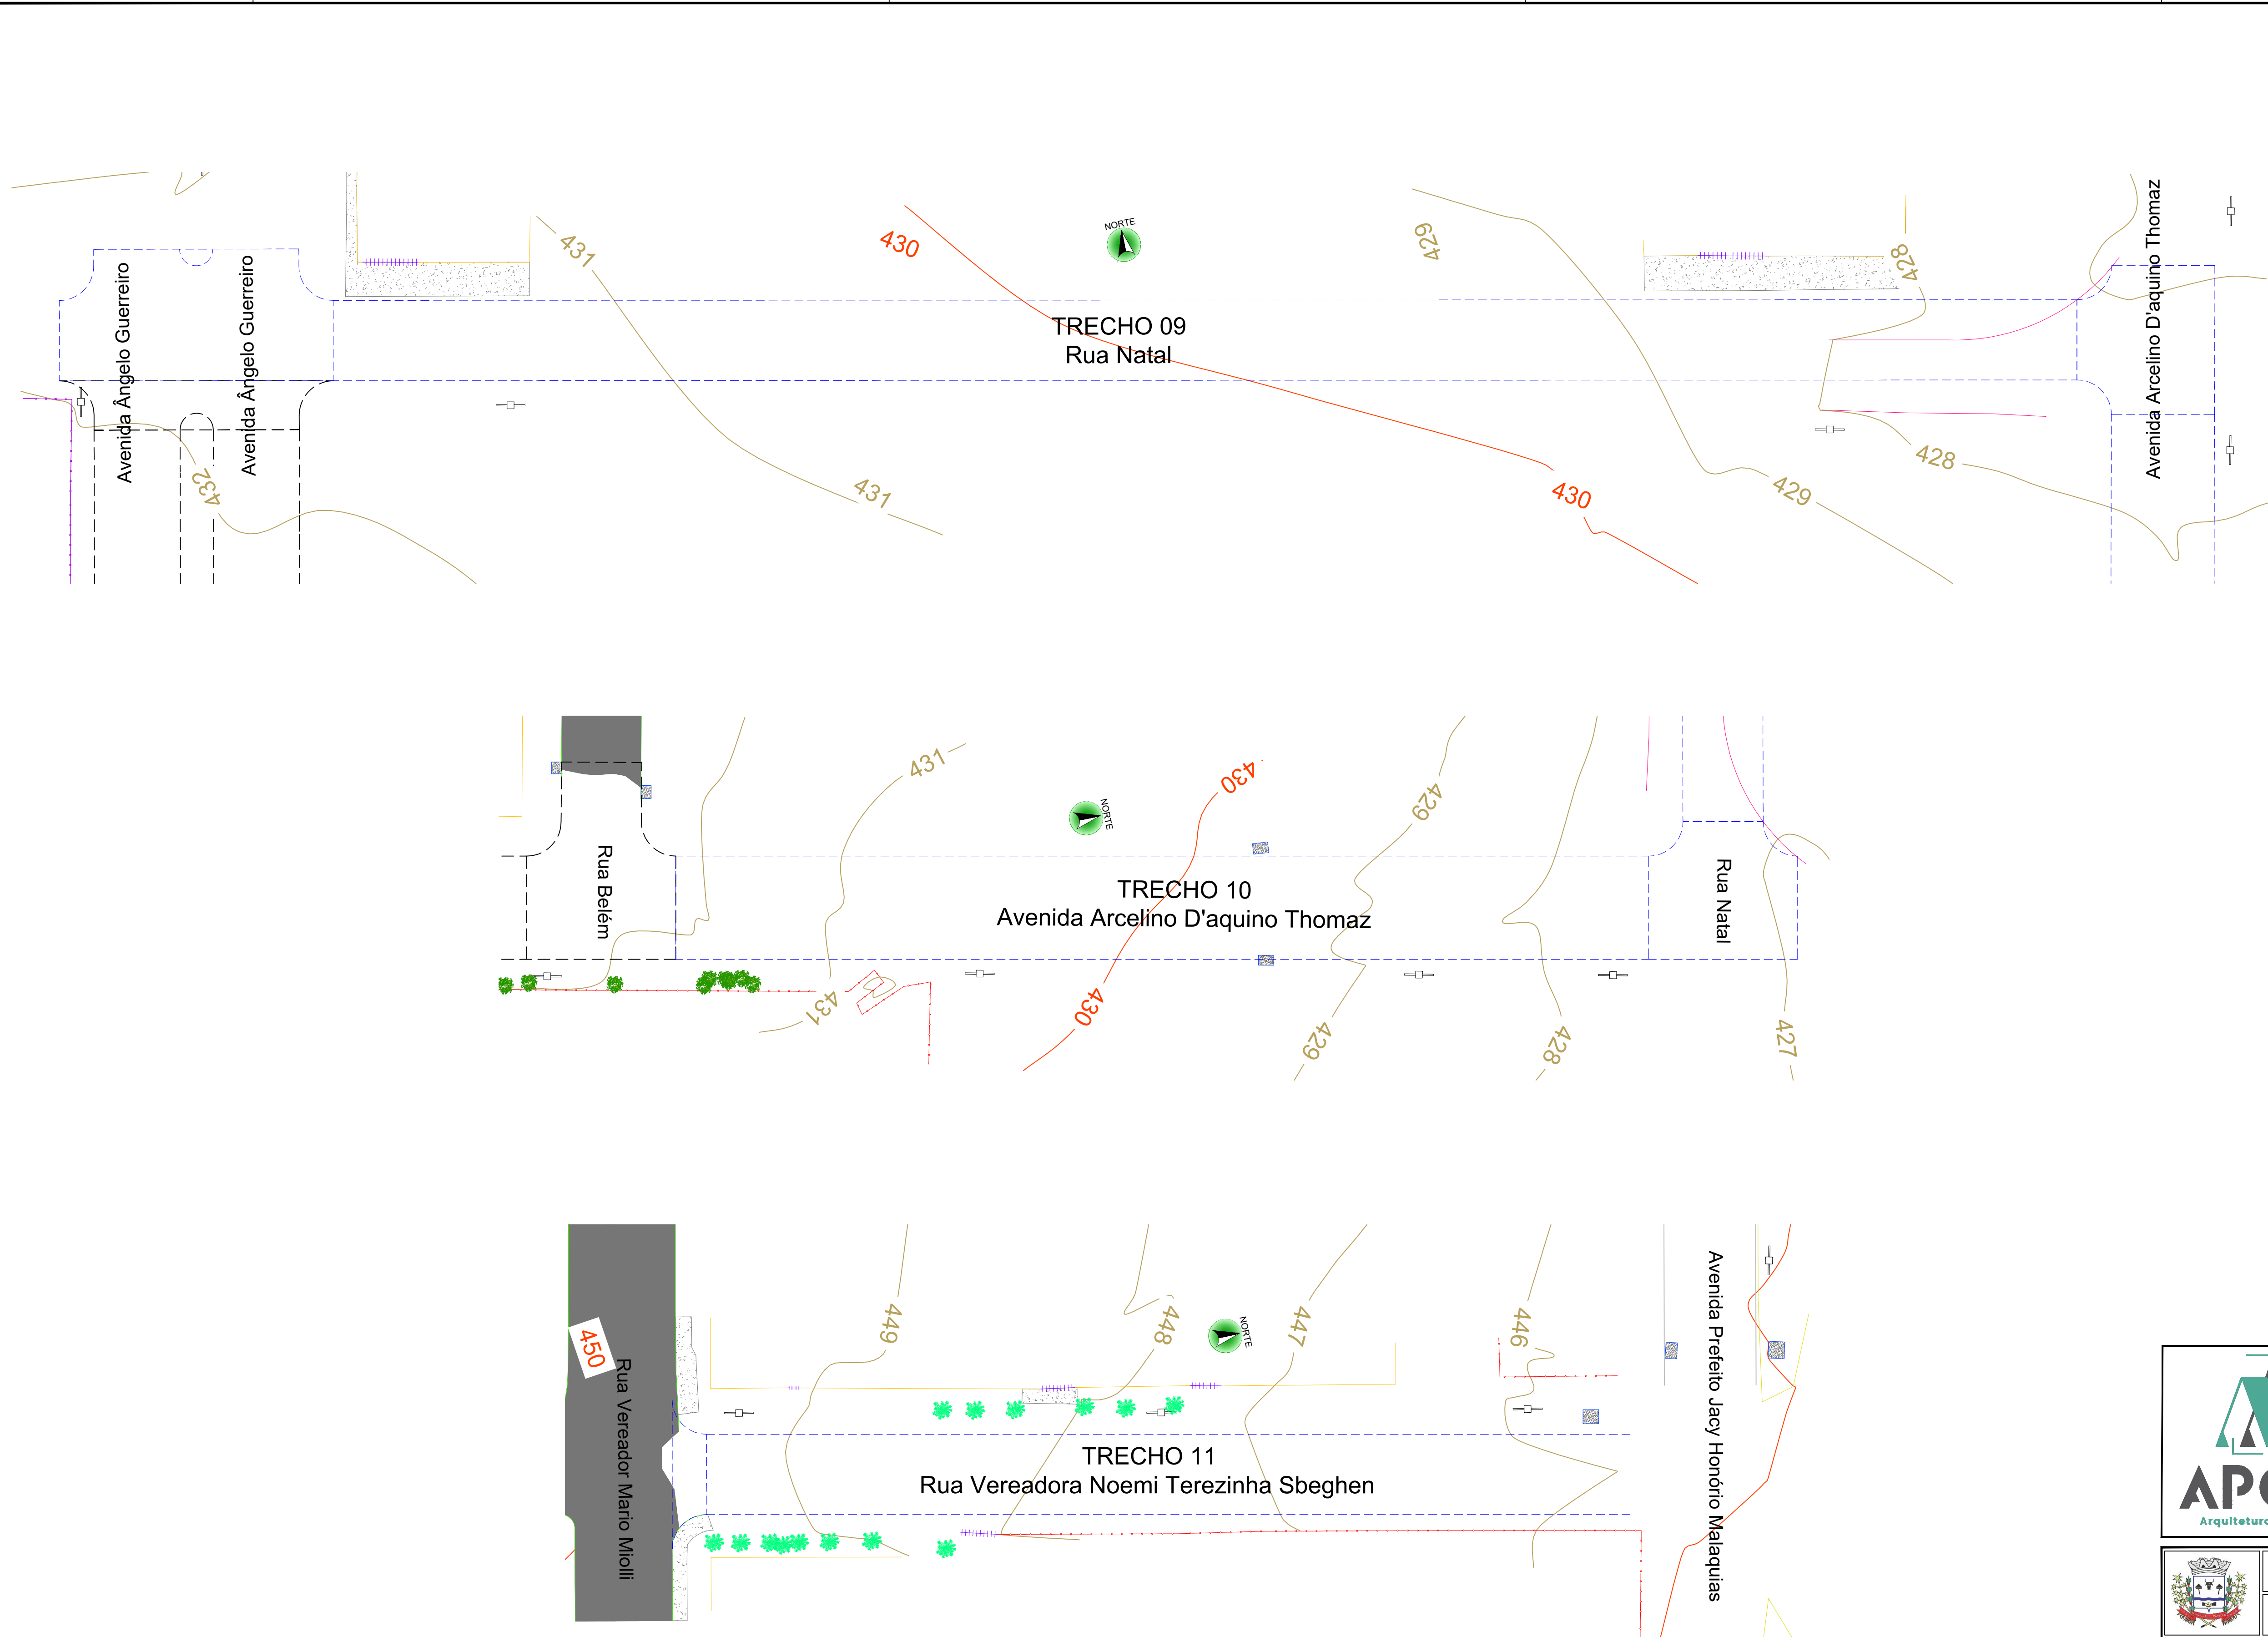 NORTE
431
430
429
428
Avenida Ângelo Guerreiro
Avenida Ângelo Guerreiro
TRECHO 09
Rua Natal
Avenida Arcelino D'aquino Thomaz
432
431
430
429
428
431
430
429
NORTE
Rua Belém
TRECHO 10
Avenida Arcelino D'aquino Thomaz
Rua Natal
431
430
429
428
427
450
449
448
447
446
NORTE
Rua Vereador Mario Miolli
TRECHO 11
Rua Vereadora Noemi Terezinha Sbeghen
Avenida Prefeito Jacy Honório Malaquias